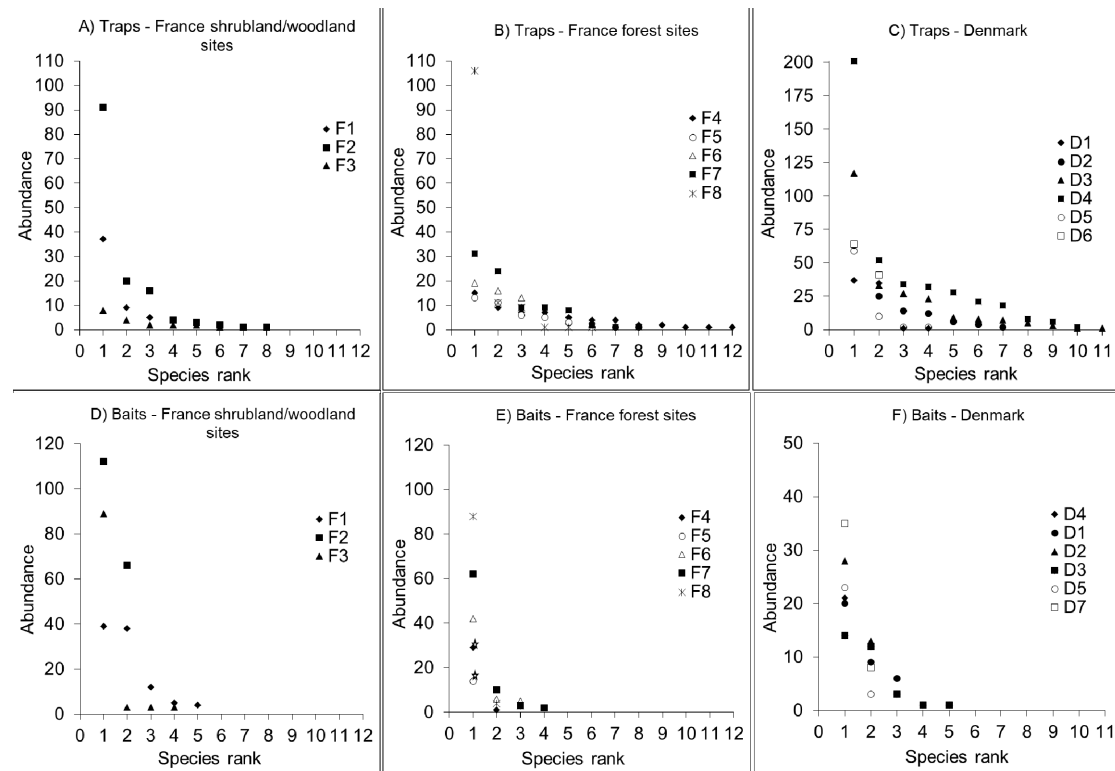 A) Traps - France shrubland/woodland
sites
110
100
90
80
70
60
50
40
30
20
10
0
Abundance
0 1 2 3 4 5 6 7 8 9 10 11 12
Species rank
F1
F2
F3
B) Traps - France forest sites
110
100
90
80
70
60
50
40
30
20
10
0
Abundance
0 1 2 3 4 5 6 7 8 9 10 11 12
Species rank
F4
F5
F6
F7
F8
C) Traps - Denmark
200
175
150
125
100
75
50
25
0
Abundance
0 1 2 3 4 5 6 7 8 9 10 11
Species rank
D1
D2
D3
D4
D5
D6
D) Baits - France shrubland/woodland
sites
120
100
80
60
40
20
0
Abundance
0 1 2 3 4 5 6 7 8 9 10 11 12
Species rank
F1
F2
F3
E) Baits - France forest sites
120
100
80
60
40
20
0
Abundance
0 1 2 3 4 5 6 7 8 9 10 11 12
Species rank
F4
F5
F6
F7
F8
F) Baits - Denmark
50
40
30
20
10
0
Abundance
0 1 2 3 4 5 6 7 8 9 10 11
Species rank
D4
D1
D2
D3
D5
D7